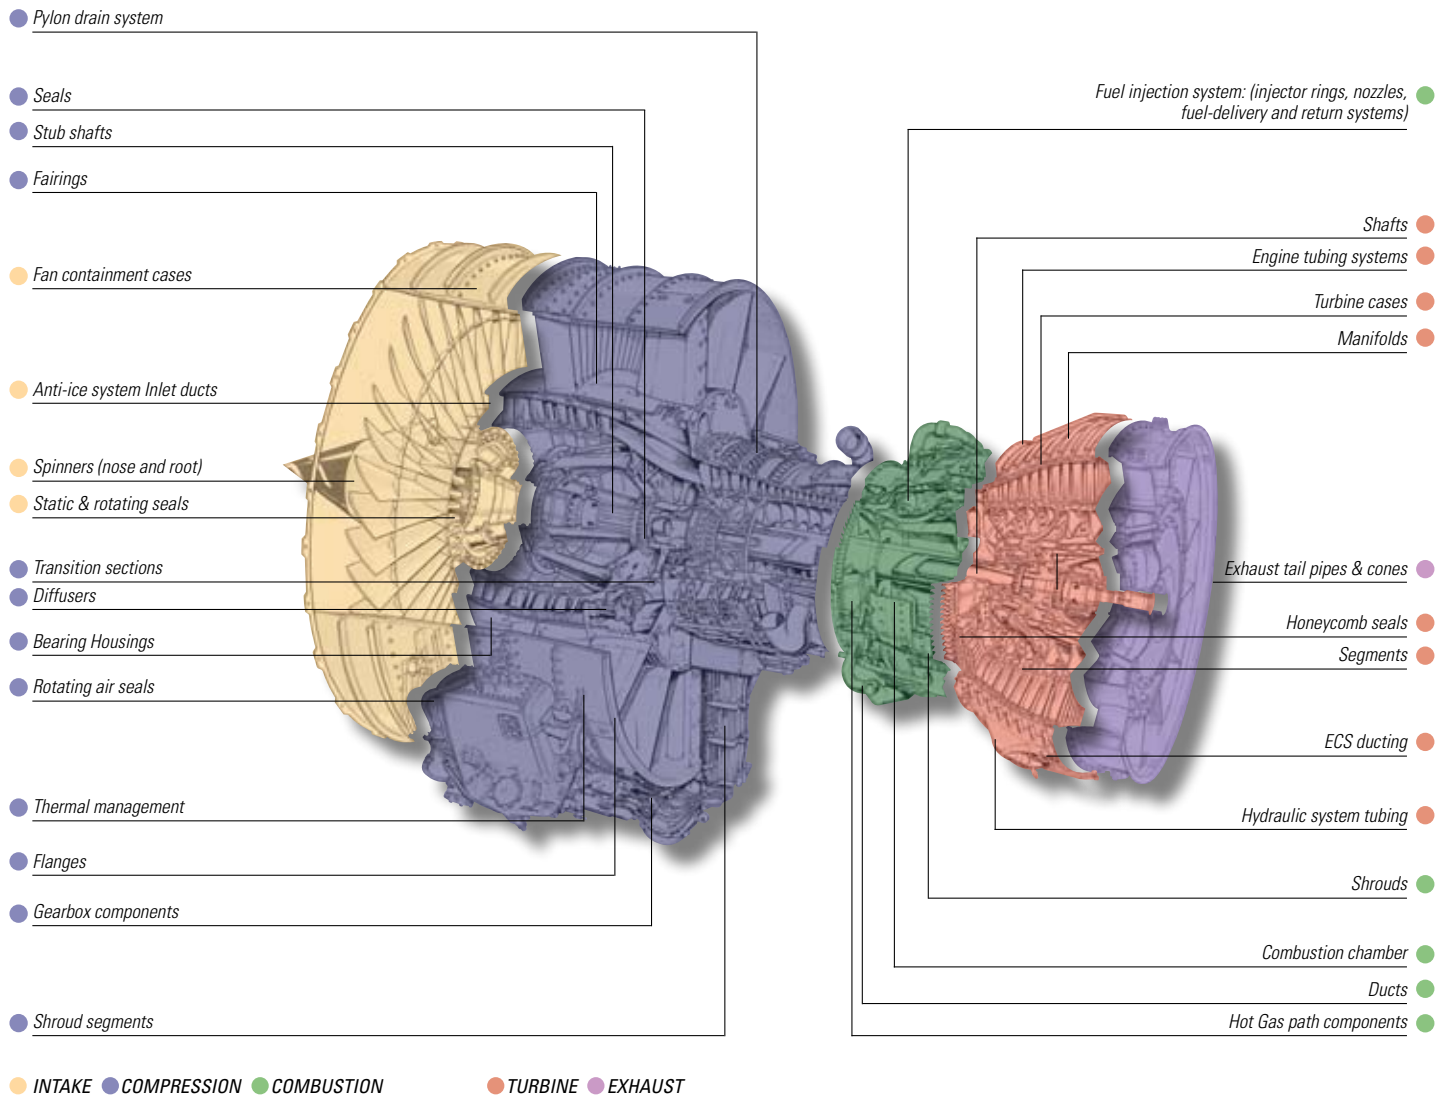 Pylon drain system
Seals
Stub shafts
Fairings
Fan containment cases
Anti-ice system Inlet ducts
Spinners (nose and root)
Static & rotating seals
Transition sections
Diffusers
Bearing Housings
Rotating air seals
Thermal management
Flanges
Gearbox components
Shroud segments
Fuel injection system: (injector rings, nozzles,
fuel-delivery and return systems)
Shafts
Engine tubing systems
Turbine cases
Manifolds
Exhaust tail pipes & cones
Honeycomb seals
Segments
ECS ducting
Hydraulic system tubing
Shrouds
Combustion chamber
Ducts
Hot Gas path components
INTAKE COMPRESSION COMBUSTION TURBINE EXHAUST